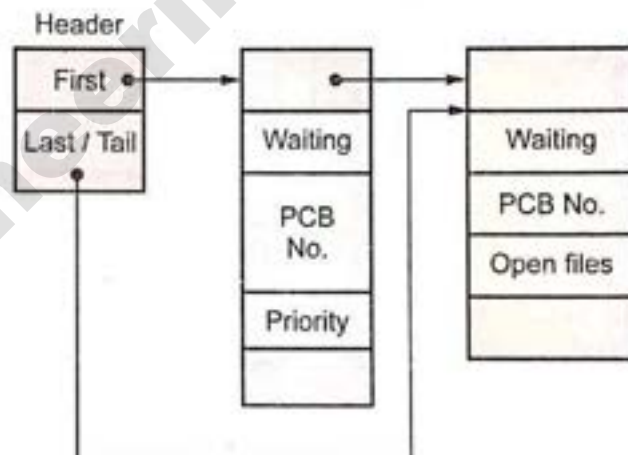 Header
First
Last / Tail
Waiting
PCB
No.
Priority
Waiting
PCB No.
Open files